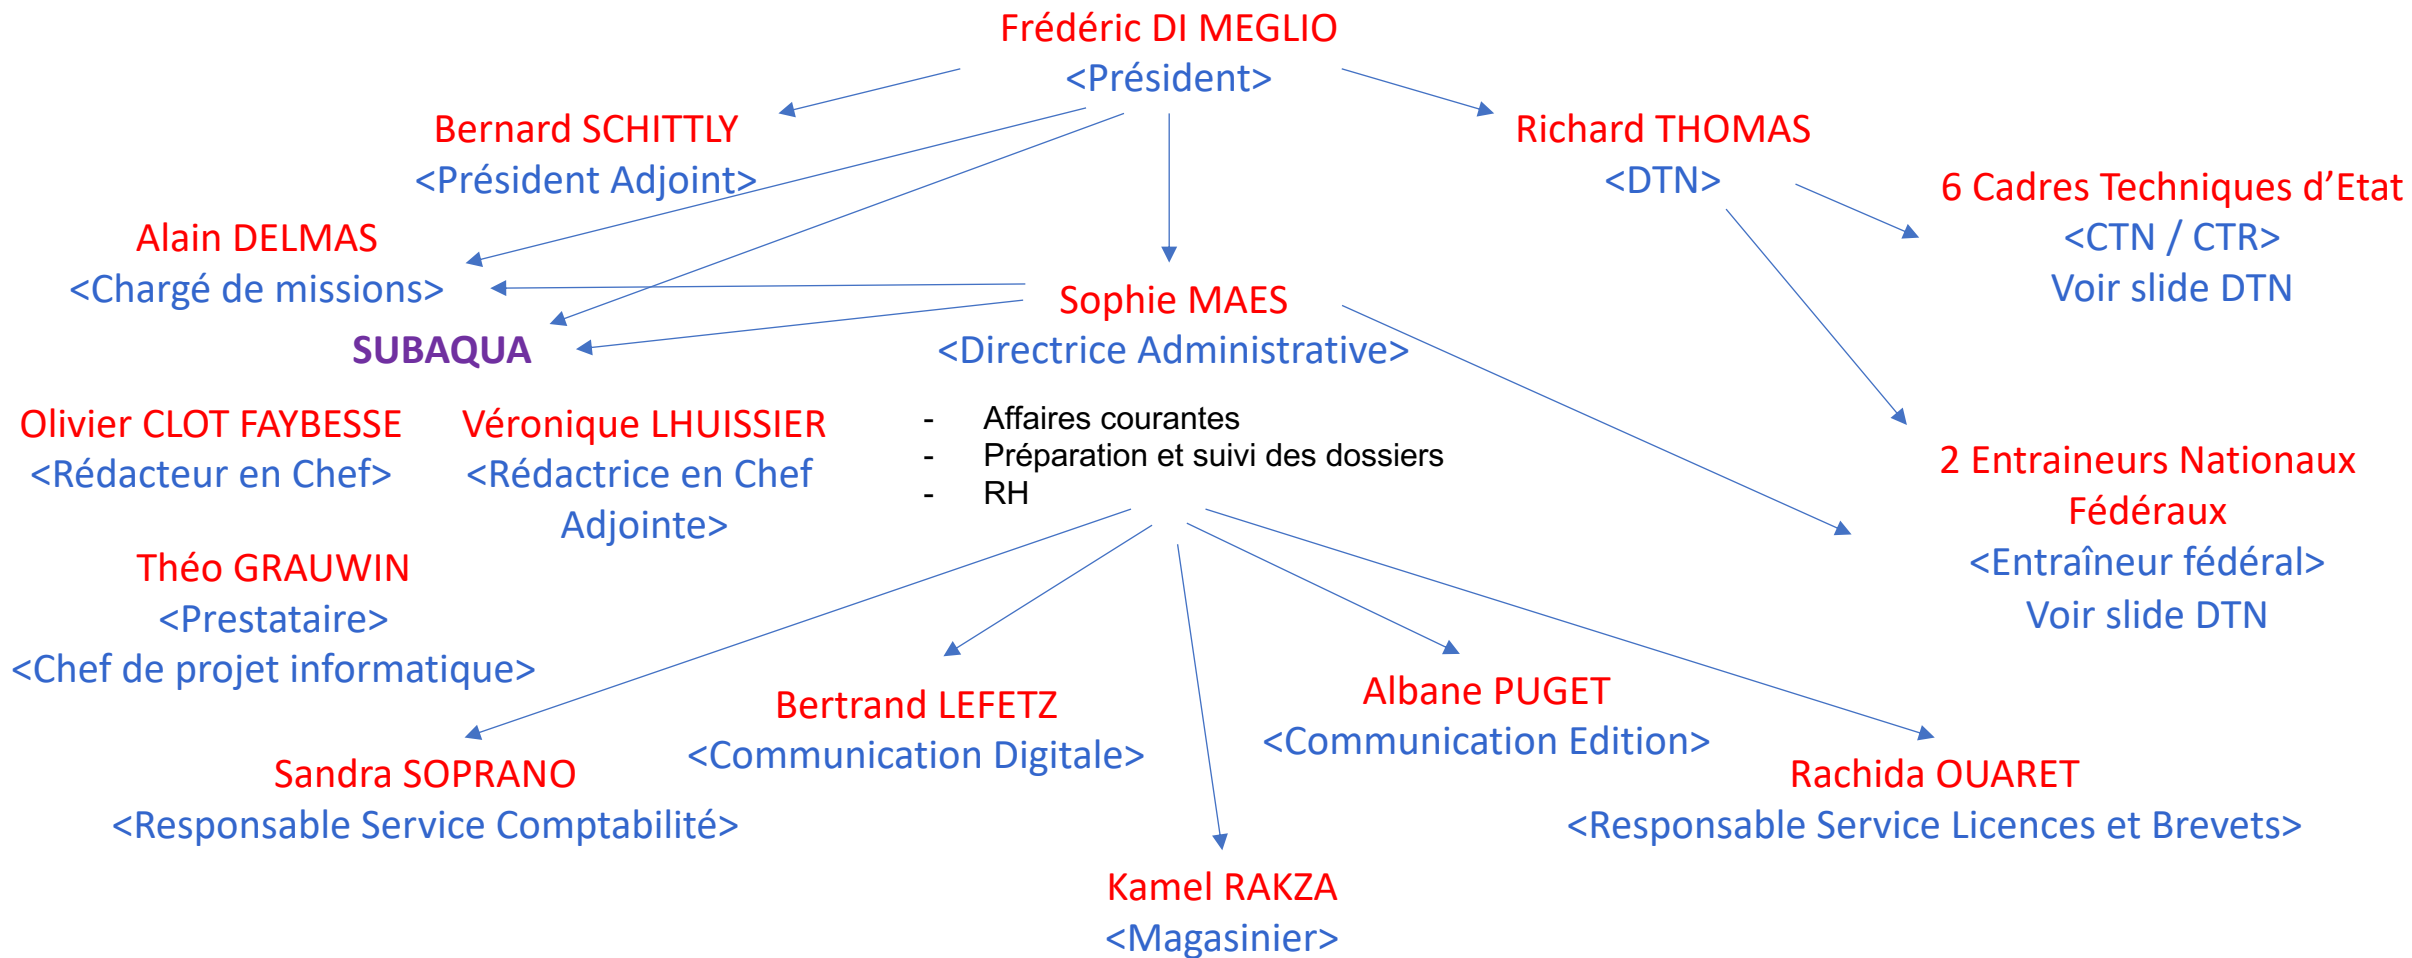 Frédéric DI MEGLIO
<Président>
Bernard SCHITTLY
<Président Adjoint>
Richard THOMAS
<DTN>
6 Cadres Techniques d’Etat
<CTN / CTR>
Voir slide DTN
Alain DELMAS
<Chargé de missions>
SUBAQUA
Sophie MAES
<Directrice Administrative>
- Affaires courantes
- Préparation et suivi des dossiers
- RH
Olivier CLOT FAYBESSE
<Rédacteur en Chef>
Véronique LHUISSIER
<Rédactrice en Chef
Adjointe>
2 Entraineurs Nationaux
Fédéraux
<Entraîneur fédéral>
Voir slide DTN
Théo GRAUWIN
<Prestataire>
<Chef de projet informatique>
Sandra SOPRANO
<Responsable Service Comptabilité>
Bertrand LEFETZ
<Communication Digitale>
Albane PUGET
<Communication Edition>
Rachida OUARET
<Responsable Service Licences et Brevets>
Kamel RAKZA
<Magasinier>